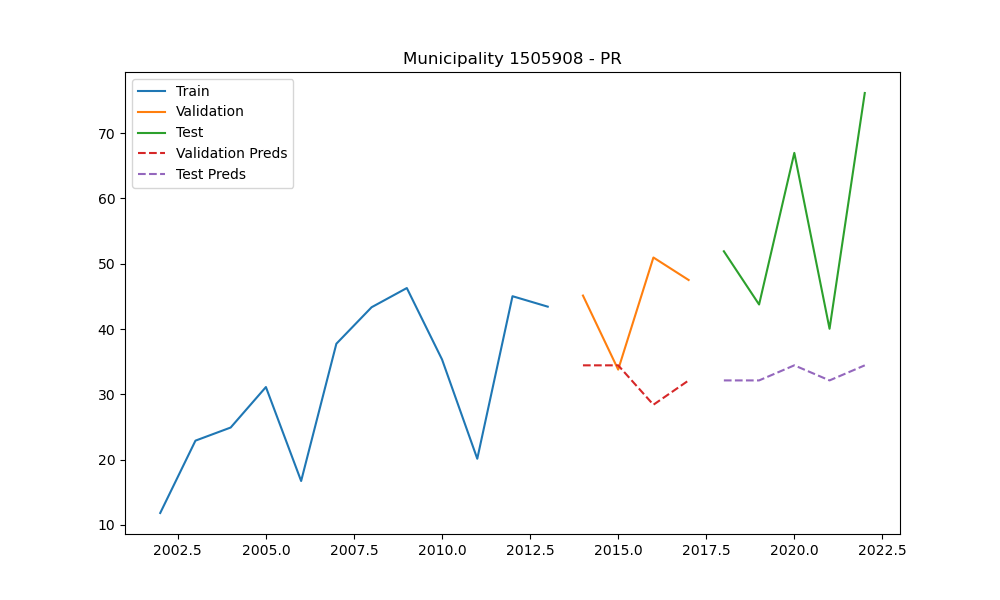 Municipality 1505908 - PR
Train
Validation
Test
Validation Preds
Test Preds
70
60
50
40
30
20
10
2002.5 2005.0 2007.5 2010.0 2012.5 2015.0 2017.5 2020.0 2022.5